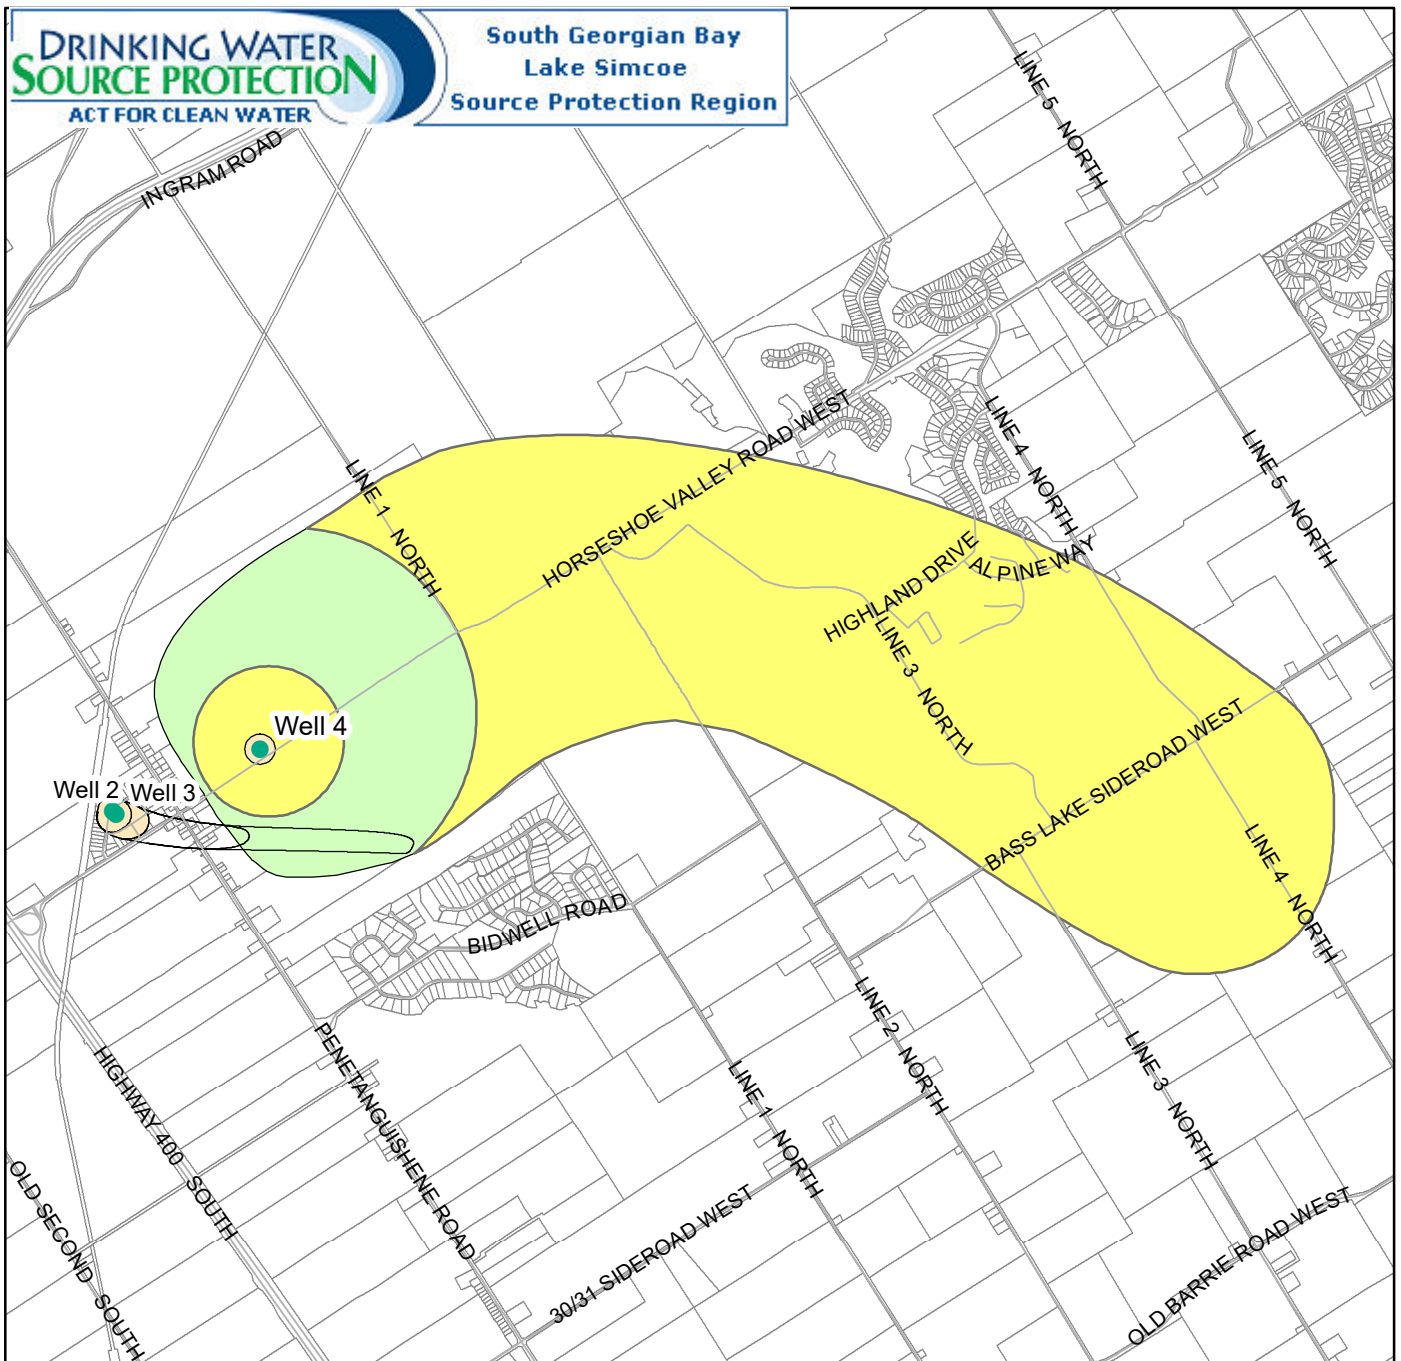 DRINKING WATER
SOURCE PROTECTION
ACT FOR CLEAN WATER
South Georgian Bay
Lake Simcoe
Source Protection Region
INGRAM ROAD
LINE 5 NORTH
LINE 1 NORTH
HORSESHOE VALLEY ROAD WEST
LINE 4 NORTH
LINE 5 NORTH
HIGHLAND DRIVE
ALPINE WAY
LINE 3 NORTH
Well 4
Well 2
Well 3
BASS LAKE SIDEROAD WEST
LINE 4 NORTH
BIDWELL ROAD
LINE 2 NORTH
PENETANGUISHENE ROAD
HIGHWAY 400 SOUTH
LINE 1 NORTH
LINE 3 NORTH
OLD SECOND SOUTH
30/31 SIDEROAD WEST
OLD BARRIE ROAD WEST